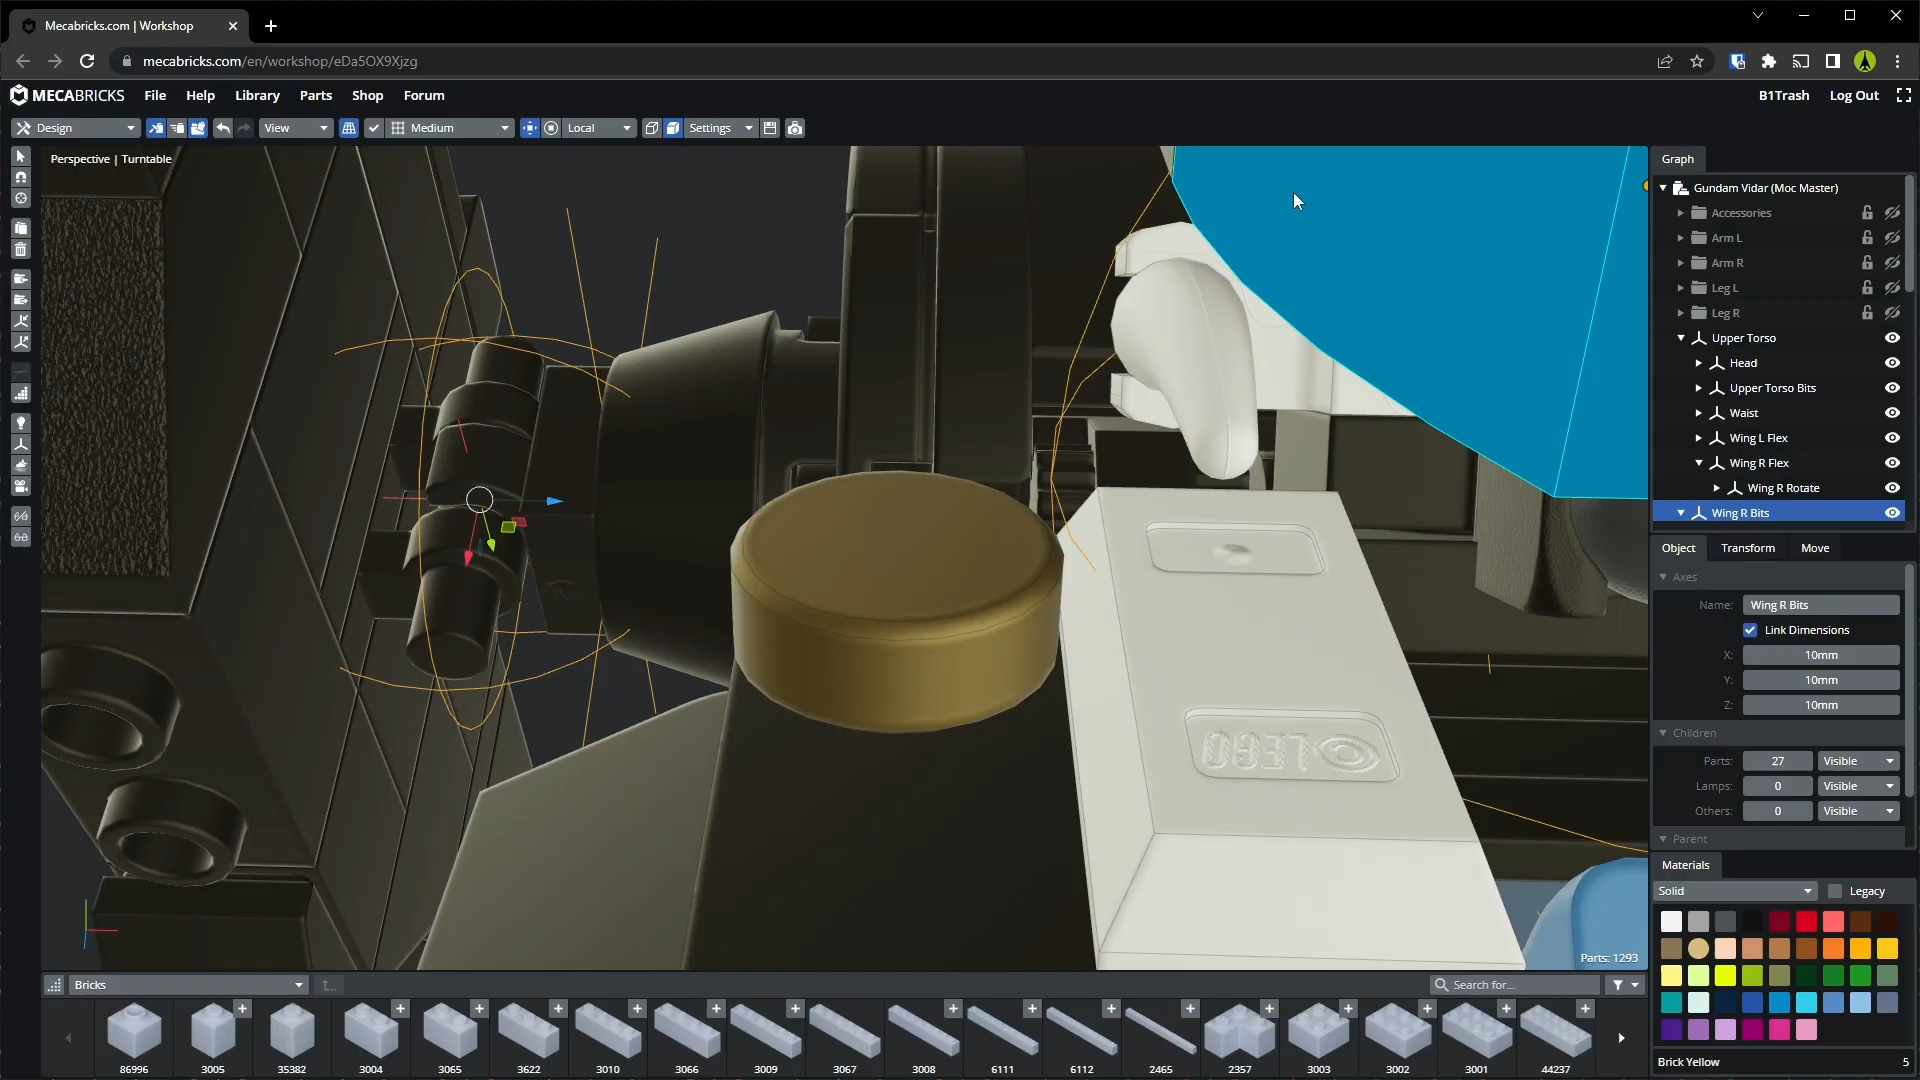 Mecabricks.com | Workshop
mecabricks.com/en/workshop/eDa5OX9Xjzg
MECABRICKS File Help Library Parts Shop Forum B1Trash Log Out
Design View Medium Local Settings
Perspective | Turntable
Graph
Gundam Vidar (Moc Master)
Accessories
Arm L
Arm R
Leg L
Leg R
Upper Torso
Head
Upper Torso Bits
Waist
Wing L Flex
Wing R Flex
Wing R Rotate
Wing R Bits
Object Transform Move
Axes
Name: Wing R Bits
Link Dimensions
X: 10mm
Y: 10mm
Z: 10mm
Children
Parts: 27 Visible
Lamps: 0 Visible
Others: 0 Visible
Parent
Materials
Solid Legacy
Brick Yellow 5
LEGO
Parts: 1293
Bricks Search for...
86996 3005 35382 3004 3065 3622 3010 3066 3009 3067 3008 6111 6112 2465 2357 3003 3002 3001 44237